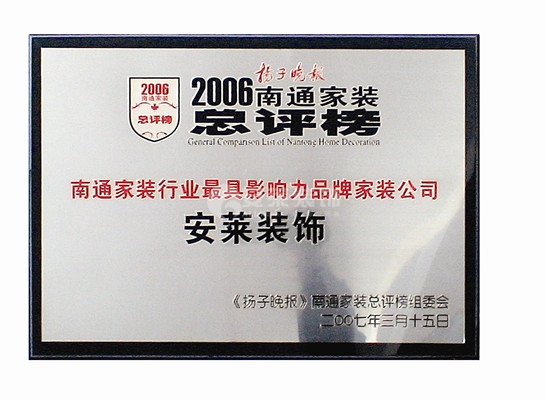 扬子晚报
2006
南通家装
总评榜
2006南通家装
总评榜
General Comparison List of Nantong Home Decoration
南通家装行业最具影响力品牌家装公司
安莱装饰
《扬子晚报》南通家装总评榜组委会
二〇〇七年三月十五日